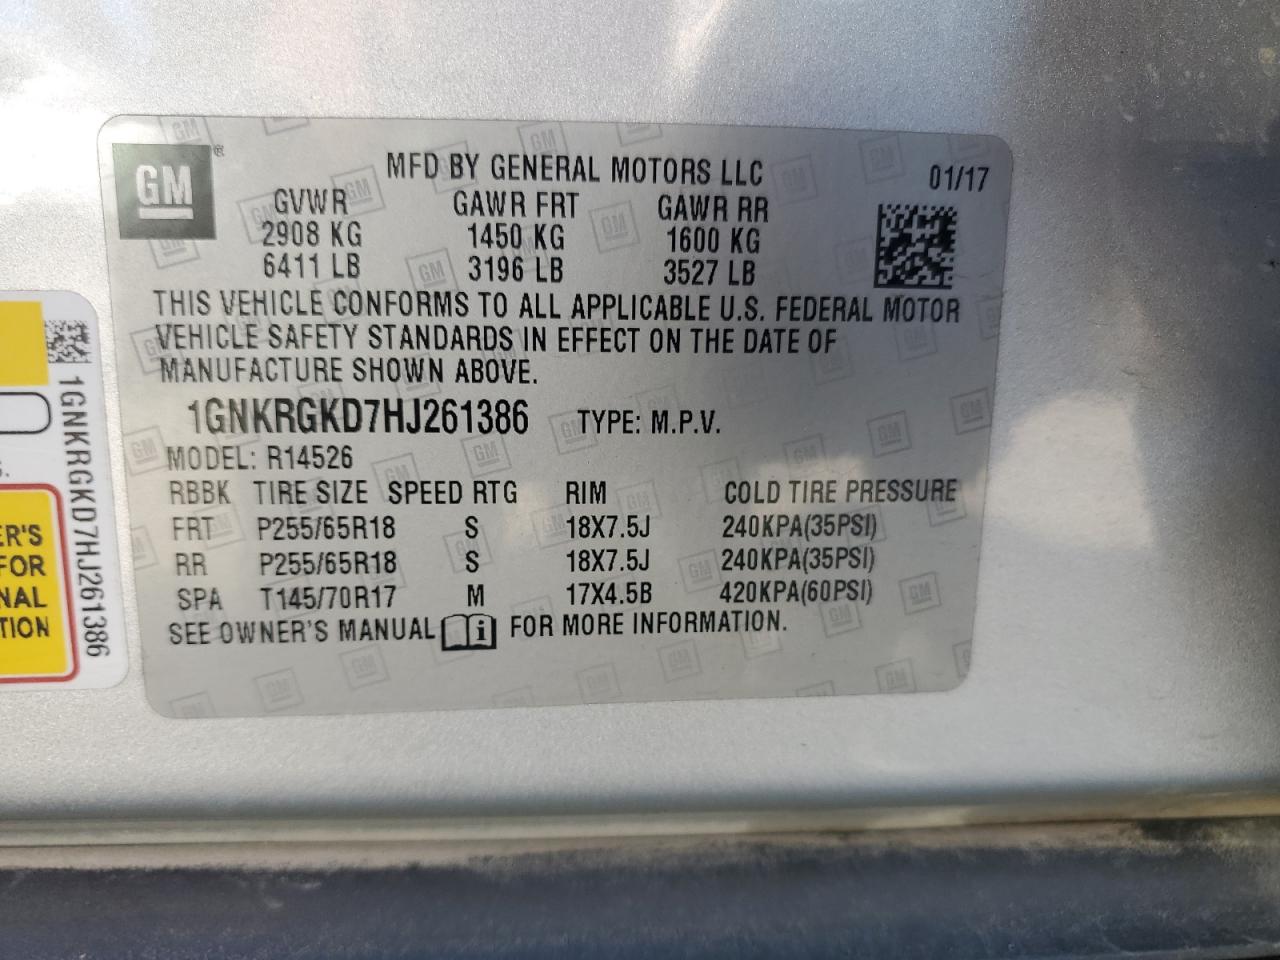 GM
MFD BY GENERAL MOTORS LLC 01/17
GVWR GAWR FRT GAWR RR
2908 KG 1450 KG 1600 KG
6411 LB 3196 LB 3527 LB
THIS VEHICLE CONFORMS TO ALL APPLICABLE U.S. FEDERAL MOTOR
VEHICLE SAFETY STANDARDS IN EFFECT ON THE DATE OF
MANUFACTURE SHOWN ABOVE.
1GNKRGKD7HJ261386 TYPE: M.P.V.
MODEL: R14526
RBBK TIRE SIZE SPEED RTG RIM COLD TIRE PRESSURE
FRT P255/65R18 S 18X7.5J 240KPA(35PSI)
RR P255/65R18 S 18X7.5J 240KPA(35PSI)
SPA T145/70R17 M 17X4.5B 420KPA(60PSI)
SEE OWNER'S MANUAL i FOR MORE INFORMATION.
1GNKRGKD7HJ261386
ER'S
FOR
NAL
TION